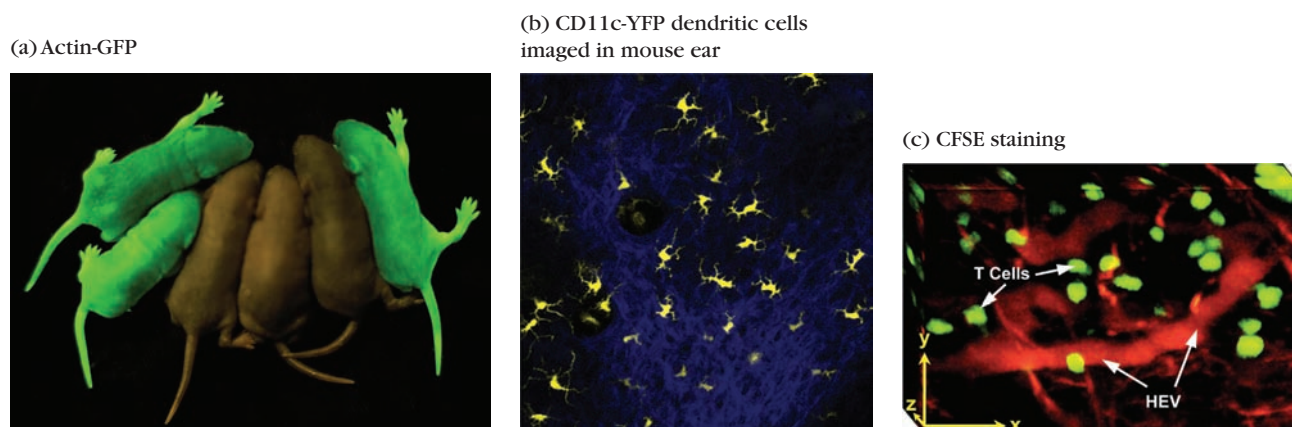 (a) Actin-GFP
(b) CD11c-YFP dendritic cells
imaged in mouse ear
(c) CFSE staining
T Cells
HEV
y
z
x